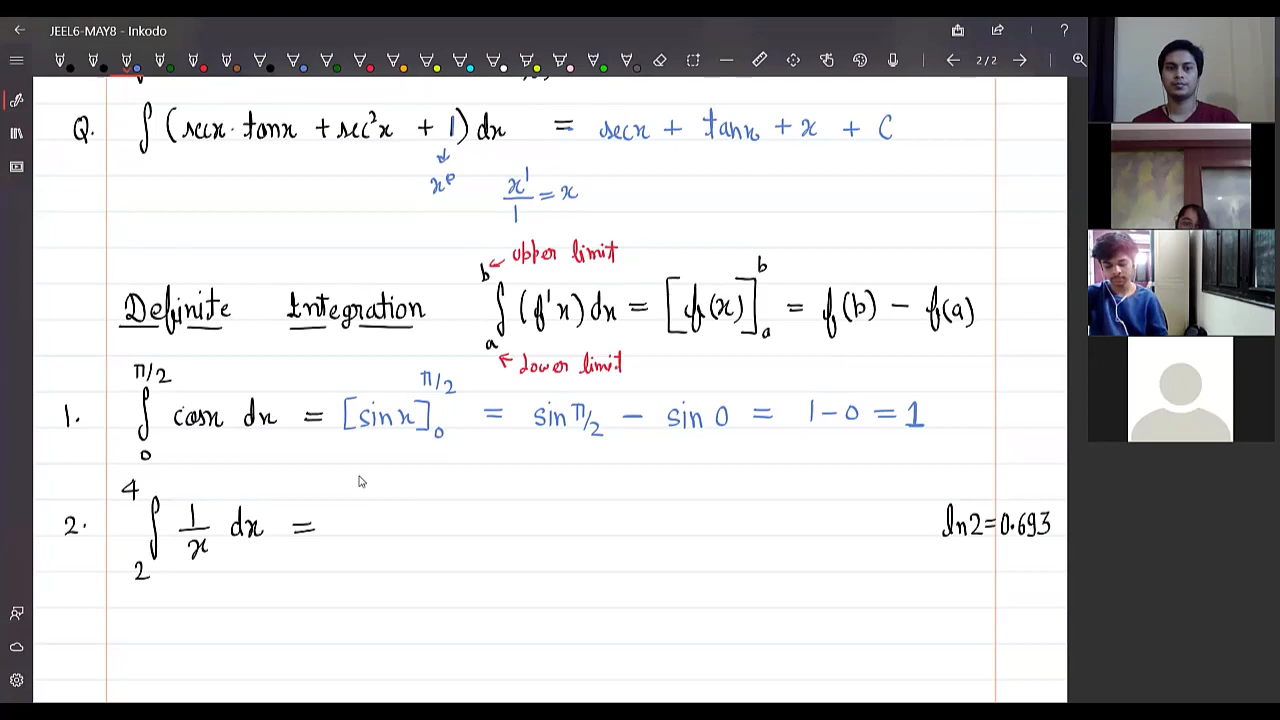 JEEL6-MAY8 - Inkodo
2/2
Q. ∫ (secx · tanx + sec²x + 1) dx = secx + tanx + x + C
↓
x⁰
x¹/1 = x
b ← upper limit
Definite Integration ∫ (f'x) dx = [f(x)]ₐᵇ = f(b) − f(a)
a ← Lower limit
1. ∫₀^(π/2) cosx dx = [sin x]₀^(π/2) = sin π/2 − sin 0 = 1 − 0 = 1
2. ∫₂⁴ 1/x dx =
ln2 = 0.693